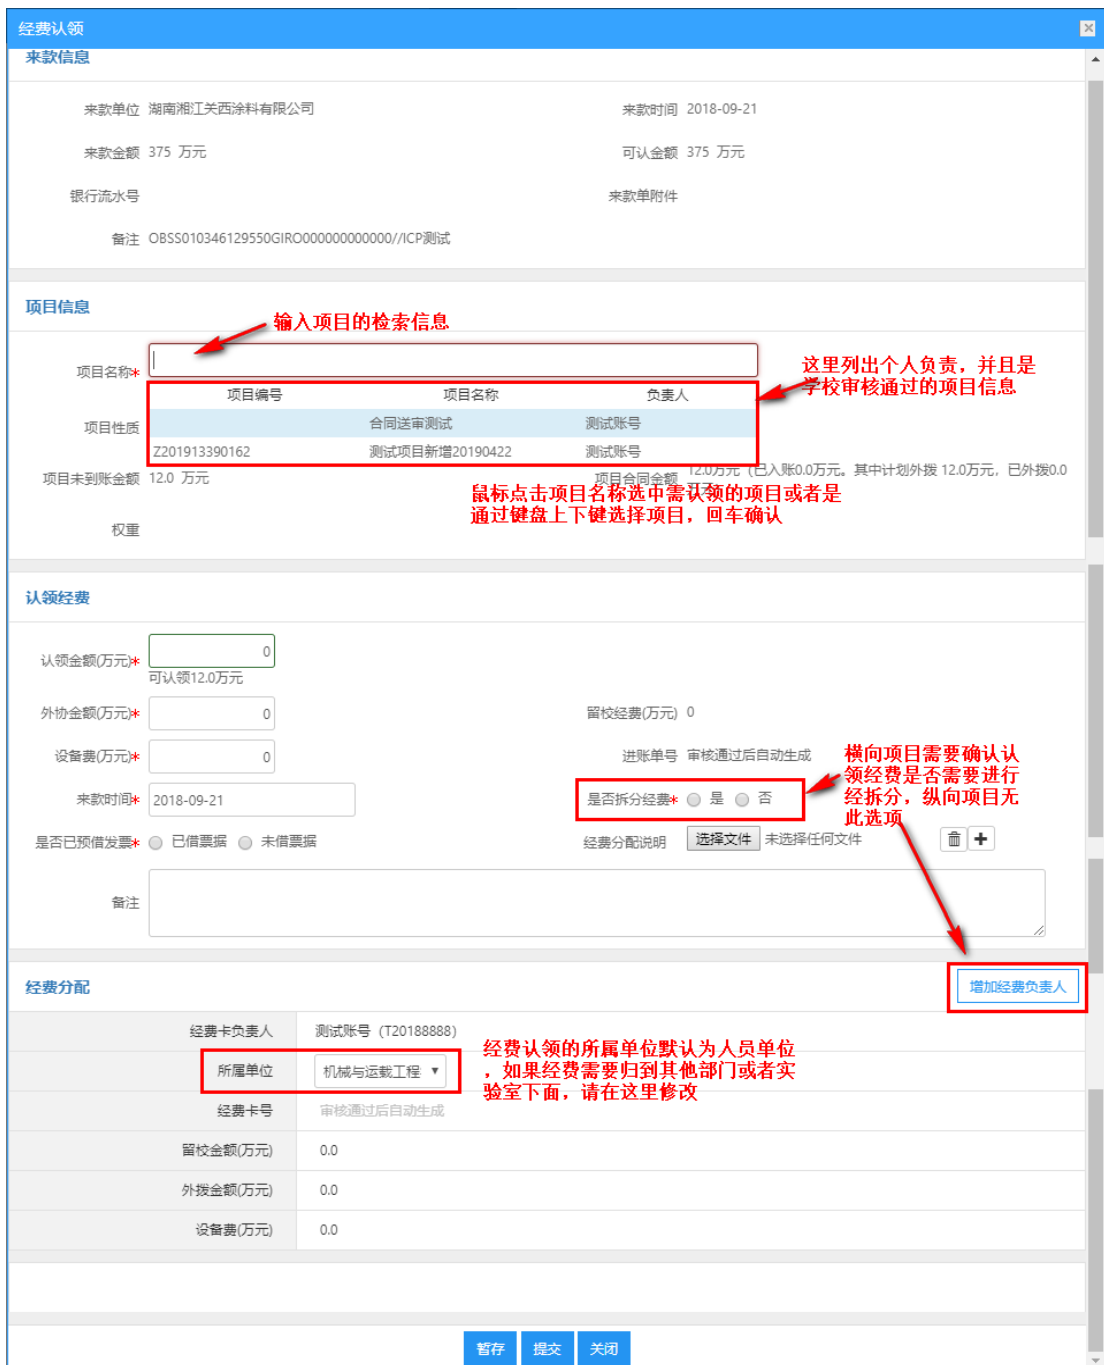 经费认领
来款信息
来款单位 湖南湘江关西涂料有限公司 来款时间 2018-09-21
来款金额 375 万元 可认金额 375 万元
银行流水号 来款单附件
备注 OBSS010346129550GIRO000000000000//ICP测试
项目信息
输入项目的检索信息
项目名称*
这里列出个人负责，并且是
学校审核通过的项目信息
项目编号 项目名称 负责人
项目性质 合同送审测试 测试账号
Z201913390162 测试项目新增20190422 测试账号
项目未到账金额 12.0 万元 项目合同金额 12.0万元（已入账0.0万元。其中计划外拨 12.0万元，已外拨0.0
鼠标点击项目名称选中需认领的项目或者是
通过键盘上下键选择项目，回车确认
权重
认领经费
认领金额(万元)* 0
可认领12.0万元
外协金额(万元)* 0 留校经费(万元) 0
设备费(万元)* 0 进账单号 审核通过后自动生成
横向项目需要确认认
领经费是否需要进行
经拆分，纵向项目无
此选项
来款时间* 2018-09-21 是否拆分经费* 是 否
是否已预借发票* 已借票据 未借票据 经费分配说明 选择文件 未选择任何文件
备注
经费分配 增加经费负责人
经费卡负责人 测试账号（T20188888）
所属单位 机械与运载工程
经费认领的所属单位默认为人员单位
，如果经费需要归到其他部门或者实
验室下面，请在这里修改
经费卡号 审核通过后自动生成
留校金额(万元) 0.0
外拨金额(万元) 0.0
设备费(万元) 0.0
暂存 提交 关闭